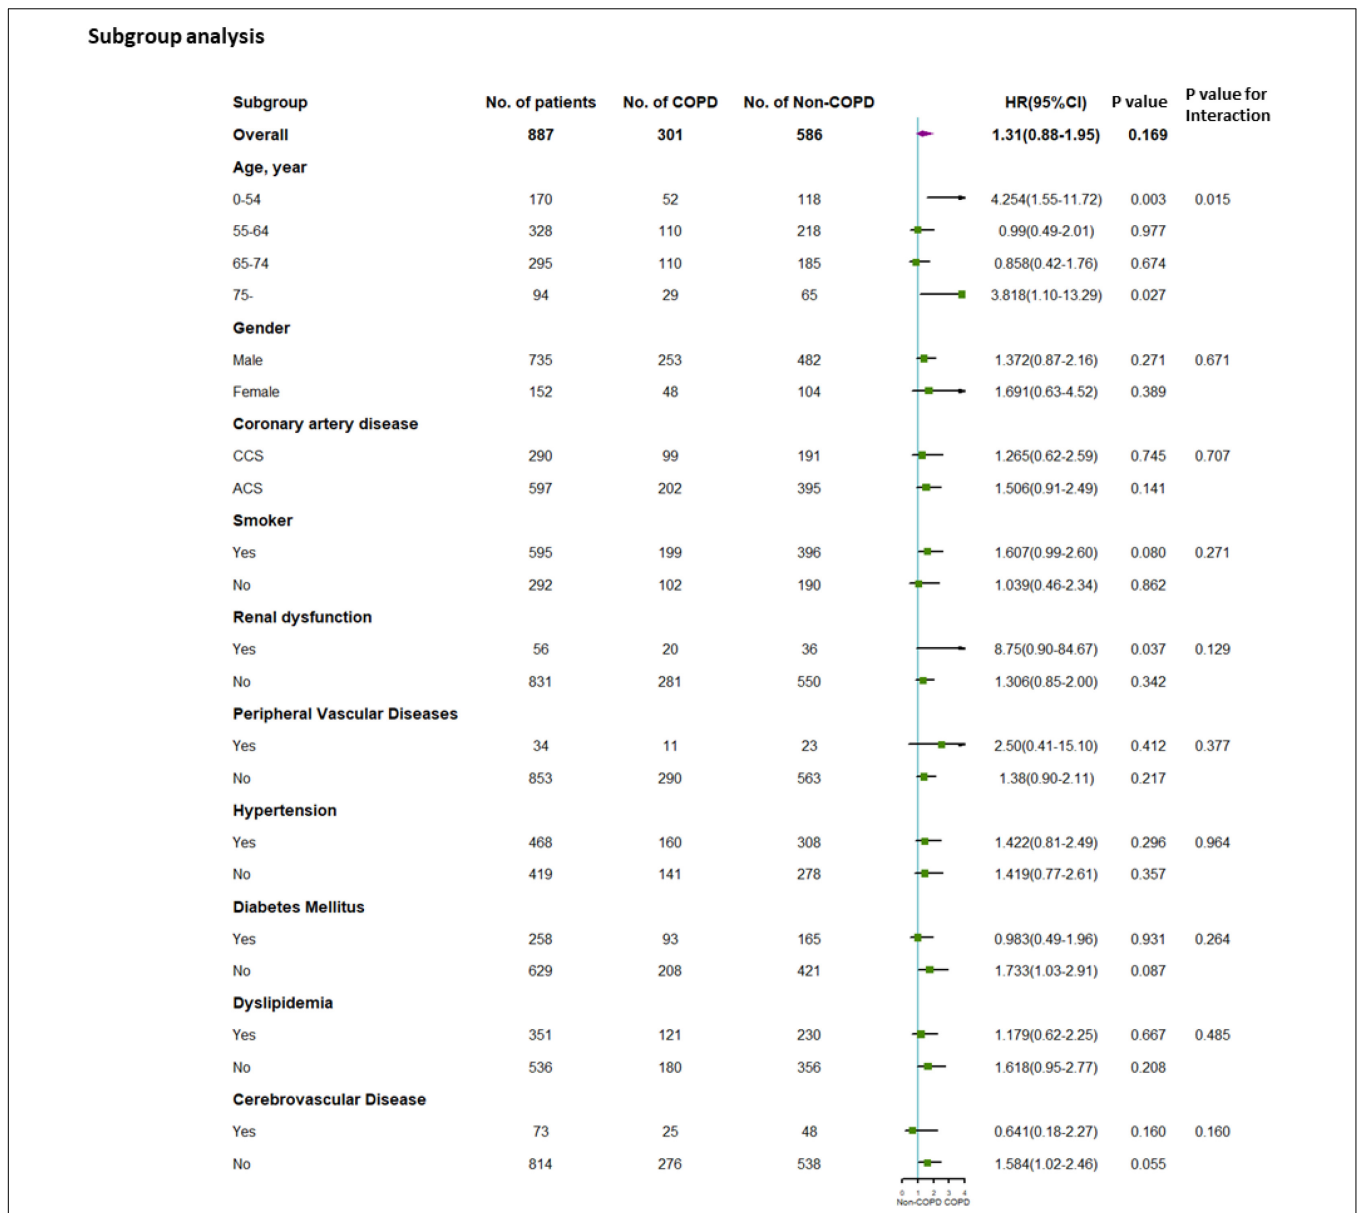 Subgroup analysis
Subgroup No. of patients No. of COPD No. of Non-COPD HR(95%CI) P value P value for Interaction
Overall 887 301 586 1.31(0.88-1.95) 0.169
Age, year
0-54 170 52 118 4.254(1.55-11.72) 0.003 0.015
55-64 328 110 218 0.99(0.49-2.01) 0.977
65-74 295 110 185 0.858(0.42-1.76) 0.674
75- 94 29 65 3.818(1.10-13.29) 0.027
Gender
Male 735 253 482 1.372(0.87-2.16) 0.271 0.671
Female 152 48 104 1.691(0.63-4.52) 0.389
Coronary artery disease
CCS 290 99 191 1.265(0.62-2.59) 0.745 0.707
ACS 597 202 395 1.506(0.91-2.49) 0.141
Smoker
Yes 595 199 396 1.607(0.99-2.60) 0.080 0.271
No 292 102 190 1.039(0.46-2.34) 0.862
Renal dysfunction
Yes 56 20 36 8.75(0.90-84.67) 0.037 0.129
No 831 281 550 1.306(0.85-2.00) 0.342
Peripheral Vascular Diseases
Yes 34 11 23 2.50(0.41-15.10) 0.412 0.377
No 853 290 563 1.38(0.90-2.11) 0.217
Hypertension
Yes 468 160 308 1.422(0.81-2.49) 0.296 0.964
No 419 141 278 1.419(0.77-2.61) 0.357
Diabetes Mellitus
Yes 258 93 165 0.983(0.49-1.96) 0.931 0.264
No 629 208 421 1.733(1.03-2.91) 0.087
Dyslipidemia
Yes 351 121 230 1.179(0.62-2.25) 0.667 0.485
No 536 180 356 1.618(0.95-2.77) 0.208
Cerebrovascular Disease
Yes 73 25 48 0.641(0.18-2.27) 0.160 0.160
No 814 276 538 1.584(1.02-2.46) 0.055
0 1 2 3 4
Non-COPD COPD